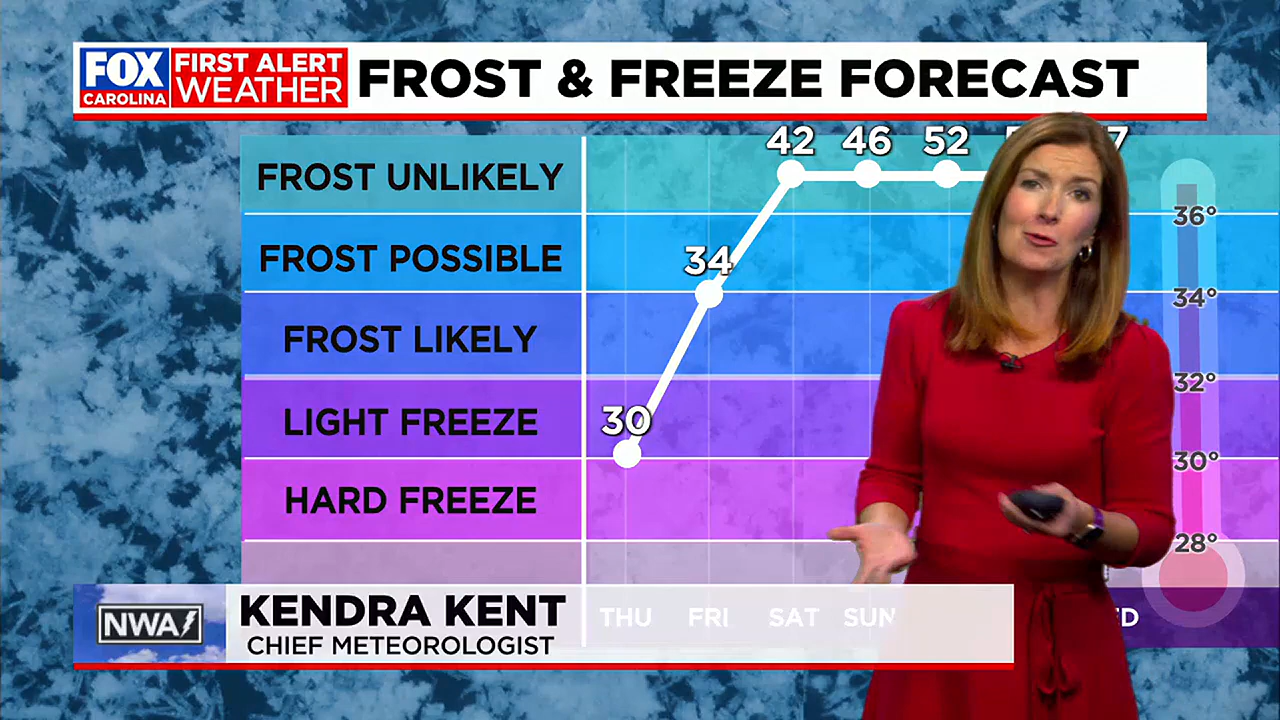 FOX
CAROLINA
FIRST ALERT
WEATHER
FROST & FREEZE FORECAST
42 46 52
FROST UNLIKELY
36°
FROST POSSIBLE
34
34°
FROST LIKELY
32°
LIGHT FREEZE
30
30°
HARD FREEZE
28°
NWA
KENDRA KENT
CHIEF METEOROLOGIST
THU FRI SAT SUN